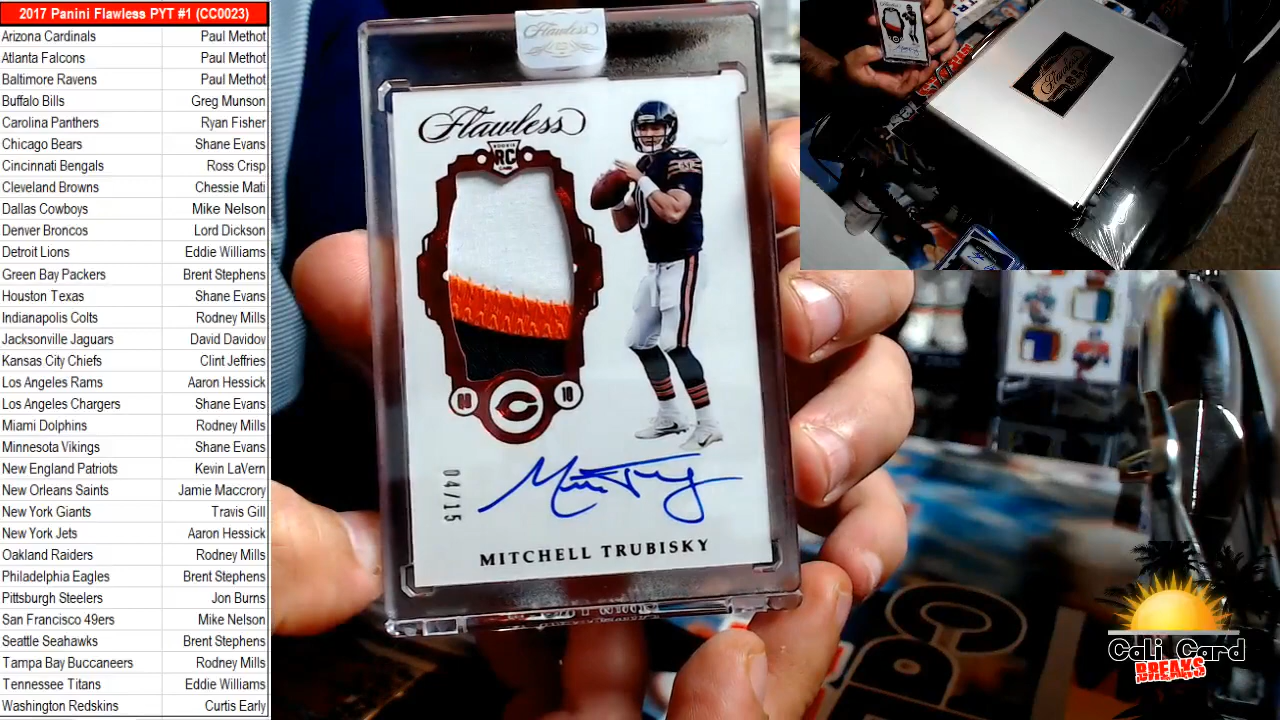 2017 Panini Flawless PYT #1 (CC0023)
Arizona Cardinals Paul Methot
Atlanta Falcons Paul Methot
Baltimore Ravens Paul Methot
Buffalo Bills Greg Munson
Carolina Panthers Ryan Fisher
Chicago Bears Shane Evans
Cincinnati Bengals Ross Crisp
Cleveland Browns Chessie Mati
Dallas Cowboys Mike Nelson
Denver Broncos Lord Dickson
Detroit Lions Eddie Williams
Green Bay Packers Brent Stephens
Houston Texas Shane Evans
Indianapolis Colts Rodney Mills
Jacksonville Jaguars David Davidov
Kansas City Chiefs Clint Jeffries
Los Angeles Rams Aaron Hessick
Los Angeles Chargers Shane Evans
Miami Dolphins Rodney Mills
Minnesota Vikings Shane Evans
New England Patriots Kevin LaVern
New Orleans Saints Jamie Maccrory
New York Giants Travis Gill
New York Jets Aaron Hessick
Oakland Raiders Rodney Mills
Philadelphia Eagles Brent Stephens
Pittsburgh Steelers Jon Burns
San Francisco 49ers Mike Nelson
Seattle Seahawks Brent Stephens
Tampa Bay Buccaneers Rodney Mills
Tennessee Titans Eddie Williams
Washington Redskins Curtis Early
Flawless
Flawless
ROOKIE
RC
CARD
QB
10
C
04/15
MITCHELL TRUBISKY
Flawless
Cali Card
BREAKS